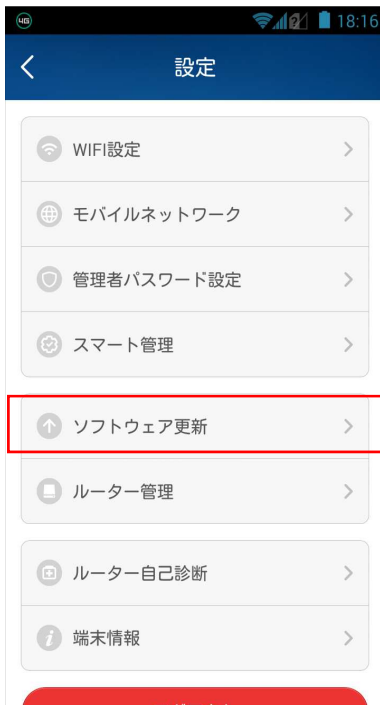 4G
18:16
設定
WIFI設定
モバイルネットワーク
管理者パスワード設定
スマート管理
ソフトウェア更新
ルーター管理
ルーター自己診断
端末情報